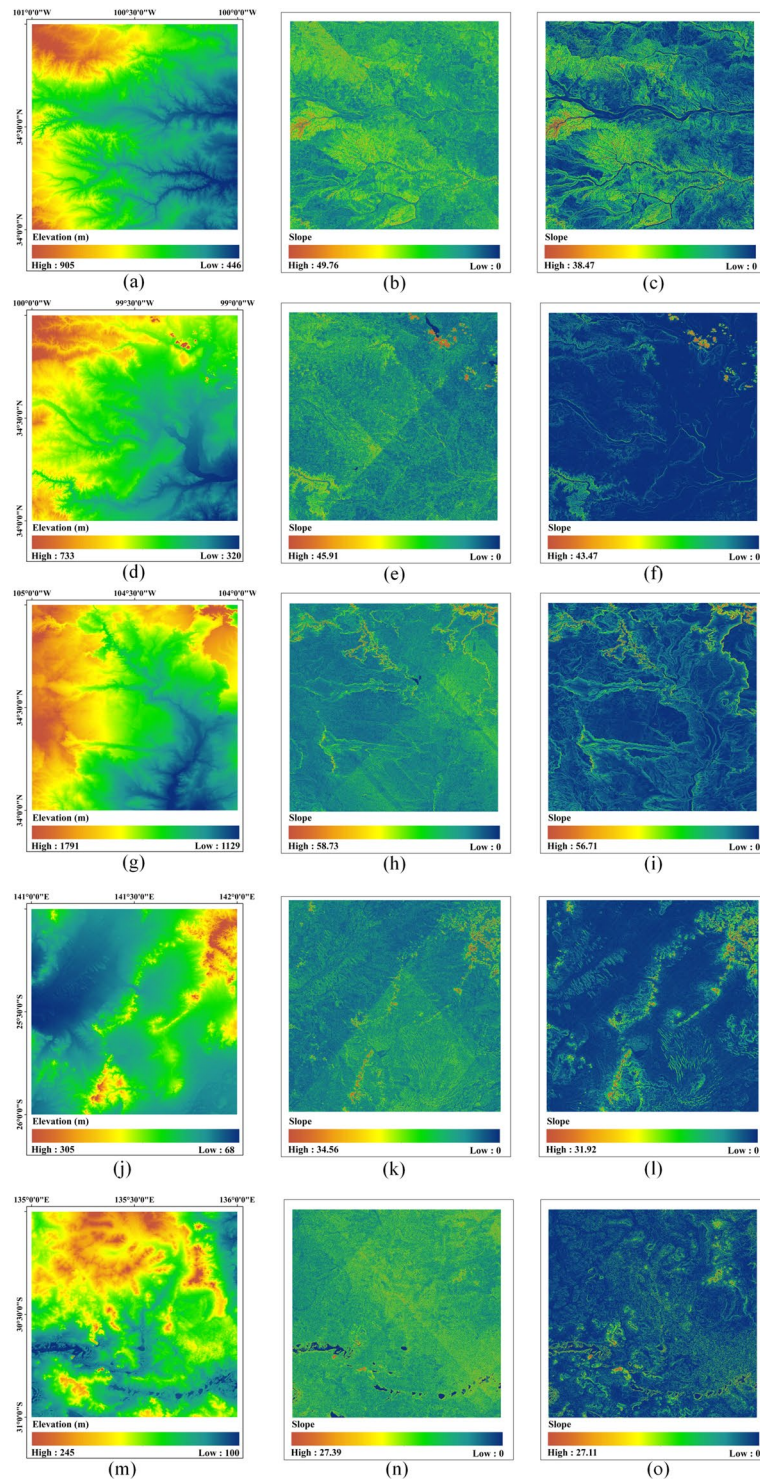 101°0'0"W 100°30'0"W 100°0'0"W
34°30'0"N
34°0'0"N
Elevation (m)
High : 905 Low : 446
(a)
Slope
High : 49.76 Low : 0
(b)
Slope
High : 38.47 Low : 0
(c)
100°0'0"W 99°30'0"W 99°0'0"W
34°30'0"N
34°0'0"N
Elevation (m)
High : 733 Low : 320
(d)
Slope
High : 45.91 Low : 0
(e)
Slope
High : 43.47 Low : 0
(f)
105°0'0"W 104°30'0"W 104°0'0"W
34°30'0"N
34°0'0"N
Elevation (m)
High : 1791 Low : 1129
(g)
Slope
High : 58.73 Low : 0
(h)
Slope
High : 56.71 Low : 0
(i)
141°0'0"E 141°30'0"E 142°0'0"E
25°30'0"S
26°0'0"S
Elevation (m)
High : 305 Low : 68
(j)
Slope
High : 34.56 Low : 0
(k)
Slope
High : 31.92 Low : 0
(l)
135°0'0"E 135°30'0"E 136°0'0"E
30°30'0"S
31°0'0"S
Elevation (m)
High : 245 Low : 100
(m)
Slope
High : 27.39 Low : 0
(n)
Slope
High : 27.11 Low : 0
(o)